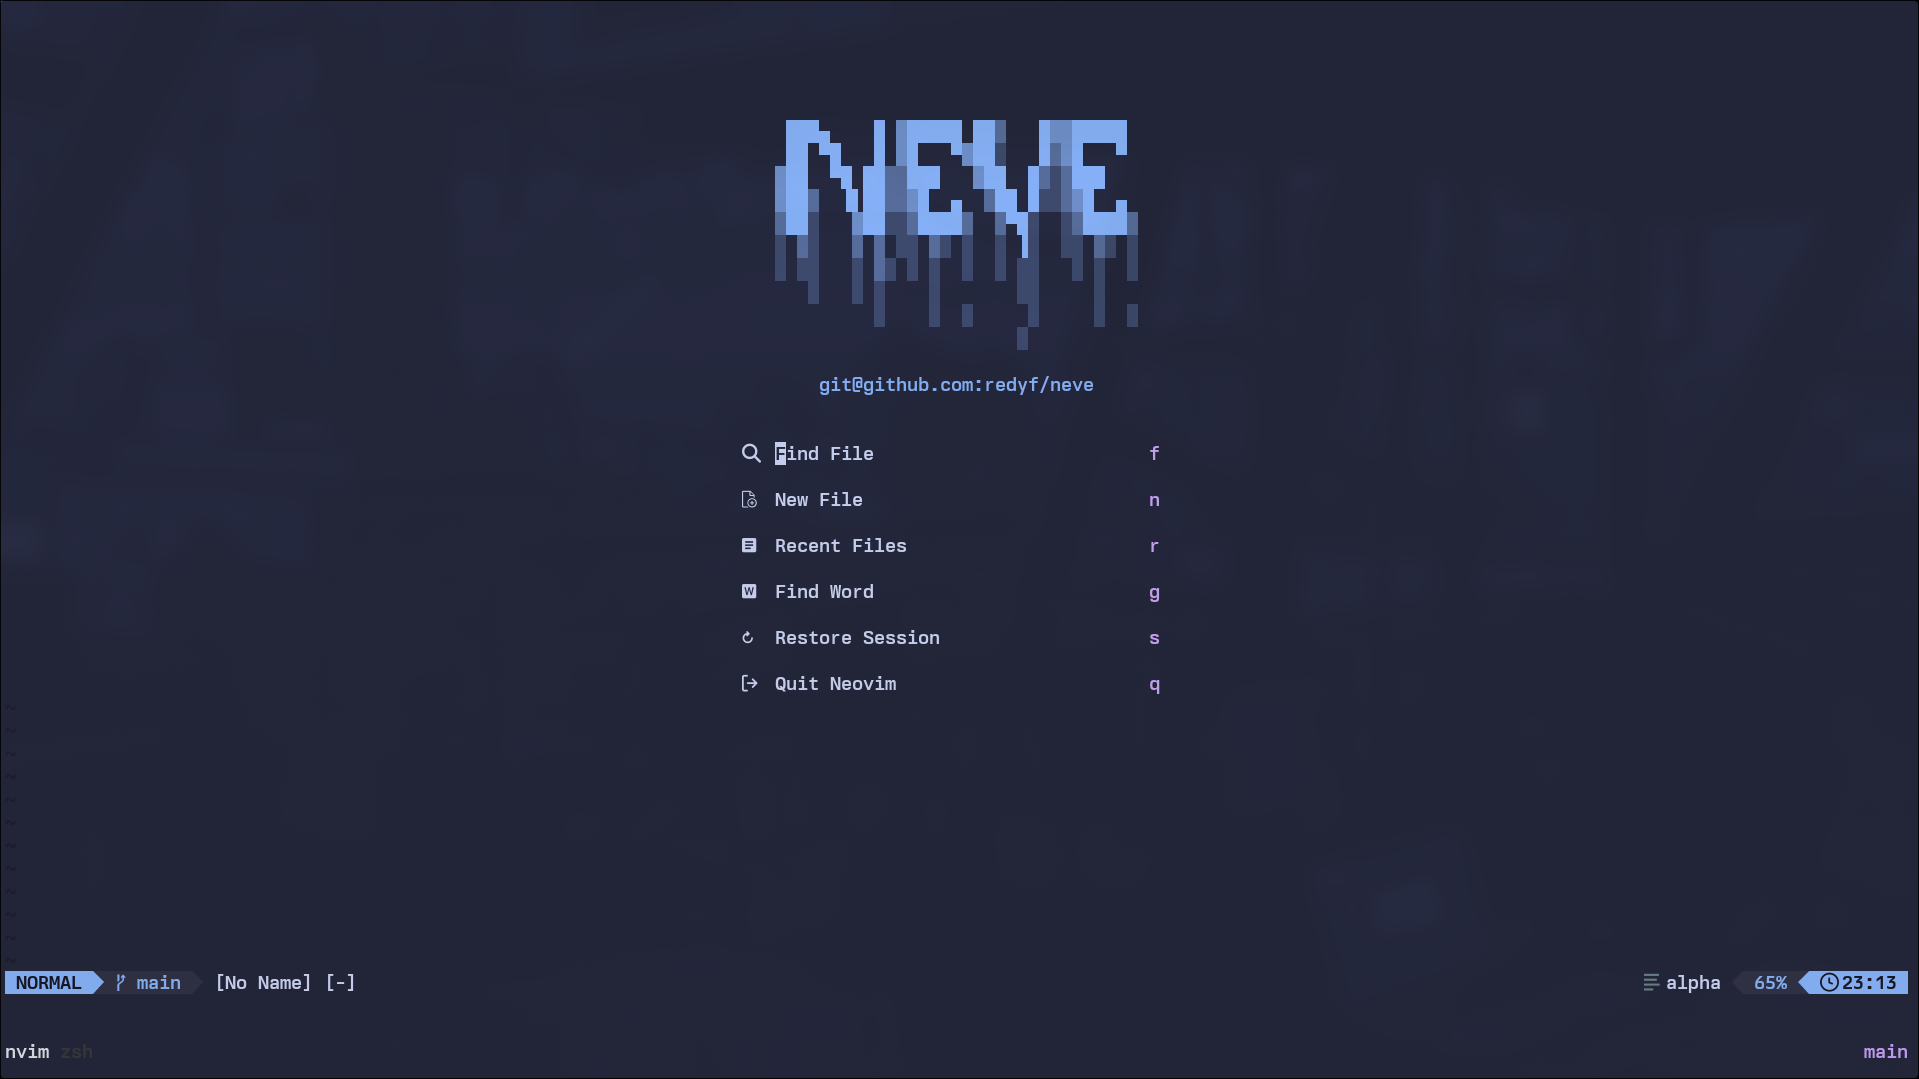 NEVE
git@github.com:redyf/neve
Find File f
New File n
Recent Files r
W Find Word g
Restore Session s
Quit Neovim q
~
~
~
~
~
~
~
~
~
~
~
~
NORMAL main [No Name] [-] alpha 65% 23:13
nvim zsh main